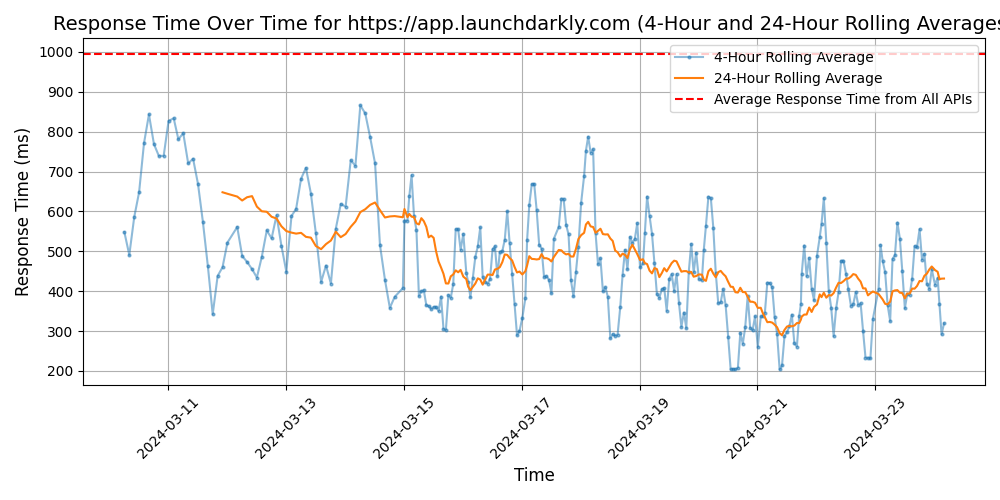 Response Time Over Time for https://app.launchdarkly.com (4-Hour and 24-Hour Rolling Averages
4-Hour Rolling Average
24-Hour Rolling Average
Average Response Time from All APIs
Response Time (ms)
1000
900
800
700
600
500
400
300
200
2024-03-11
2024-03-13
2024-03-15
2024-03-17
2024-03-19
2024-03-21
2024-03-23
Time